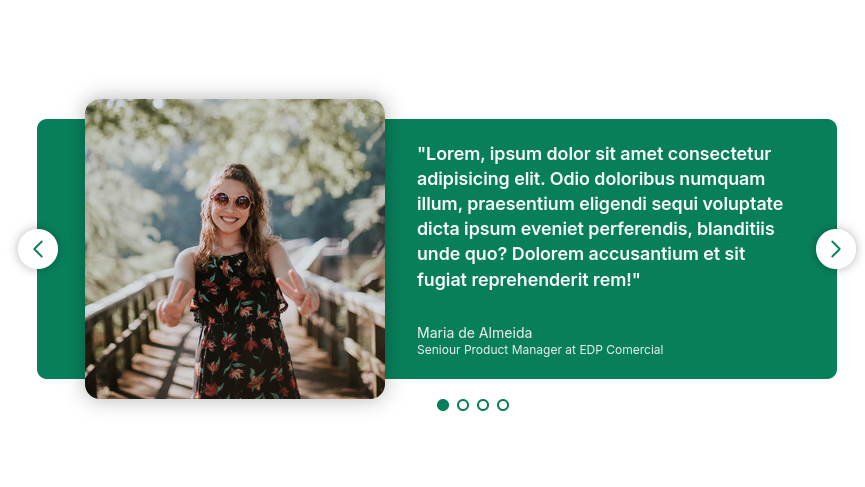 "Lorem, ipsum dolor sit amet consectetur
adipisicing elit. Odio doloribus numquam
illum, praesentium eligendi sequi voluptate
dicta ipsum eveniet perferendis, blanditiis
unde quo? Dolorem accusantium et sit
fugiat reprehenderit rem!"
Maria de Almeida
Seniour Product Manager at EDP Comercial